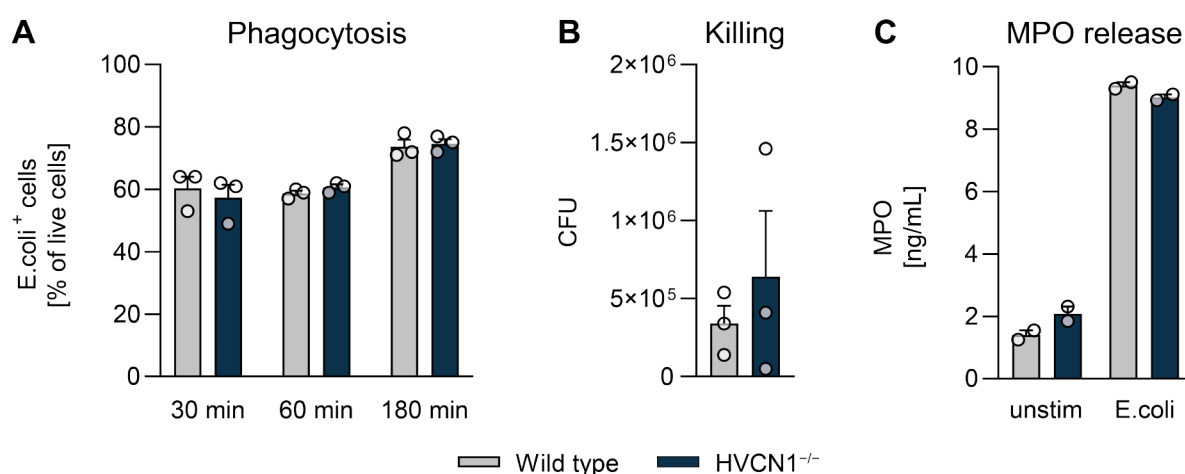 A
Phagocytosis
E.coli⁺ cells
[% of live cells]
100
80
60
40
20
0
30 min
60 min
180 min
B
Killing
CFU
2×10⁶
1.5×10⁶
1×10⁶
5×10⁵
0
C
MPO release
MPO
[ng/mL]
10
8
6
4
2
0
unstim
E.coli
Wild type
HVCN1⁻/⁻